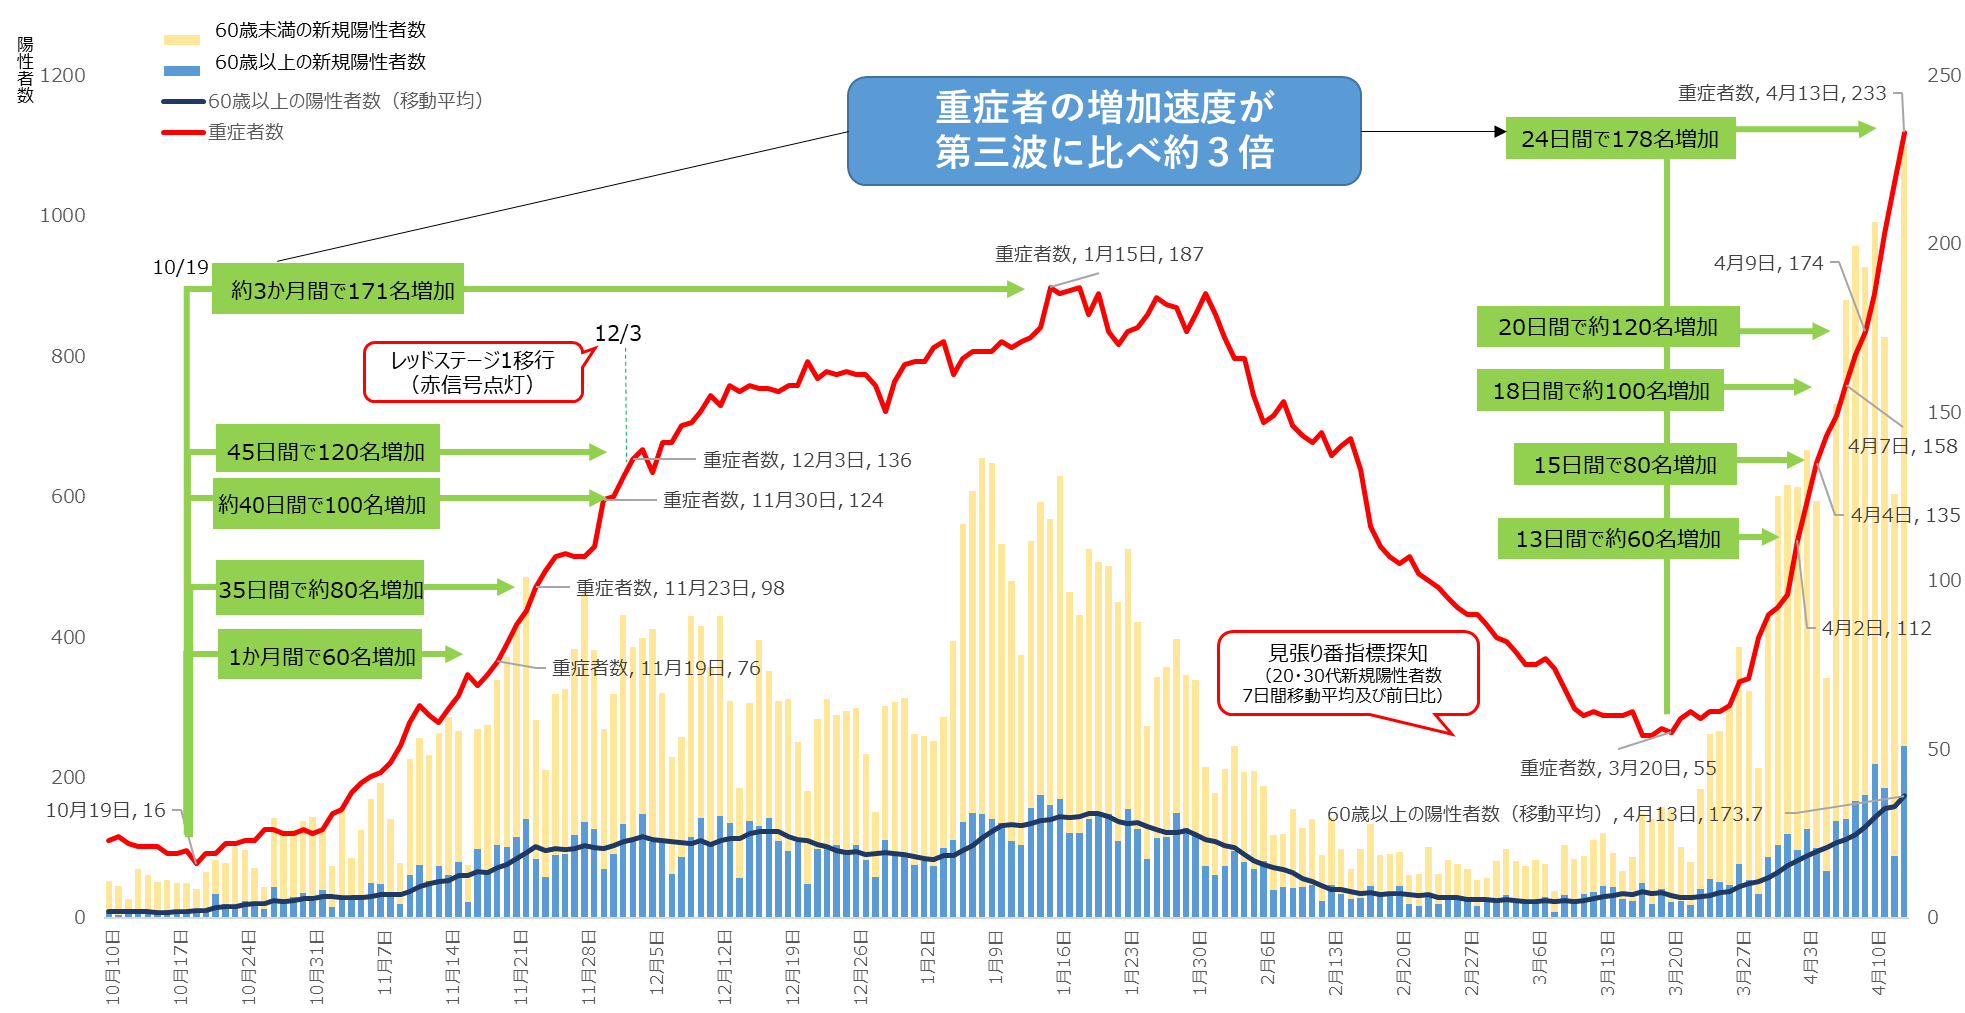 陽性者数
60歳未満の新規陽性者数
60歳以上の新規陽性者数
60歳以上の陽性者数（移動平均）
重症者数
重症者の増加速度が
第三波に比べ約３倍
重症者数, 4月13日, 233
24日間で178名増加
10/19
約3か月間で171名増加
重症者数, 1月15日, 187
4月9日, 174
12/3
レッドステージ1移行
（赤信号点灯）
20日間で約120名増加
18日間で約100名増加
45日間で120名増加
重症者数, 12月3日, 136
4月7日, 158
15日間で80名増加
約40日間で100名増加
重症者数, 11月30日, 124
4月4日, 135
13日間で約60名増加
35日間で約80名増加
重症者数, 11月23日, 98
4月2日, 112
1か月間で60名増加
重症者数, 11月19日, 76
見張り番指標探知
（20・30代新規陽性者数
7日間移動平均及び前日比）
重症者数, 3月20日, 55
10月19日, 16
60歳以上の陽性者数（移動平均）, 4月13日, 173.7
1200
1000
800
600
400
200
0
250
200
150
100
50
0
10月10日
10月17日
10月24日
10月31日
11月7日
11月14日
11月21日
11月28日
12月5日
12月12日
12月19日
12月26日
1月2日
1月9日
1月16日
1月23日
1月30日
2月6日
2月13日
2月20日
2月27日
3月6日
3月13日
3月20日
3月27日
4月3日
4月10日